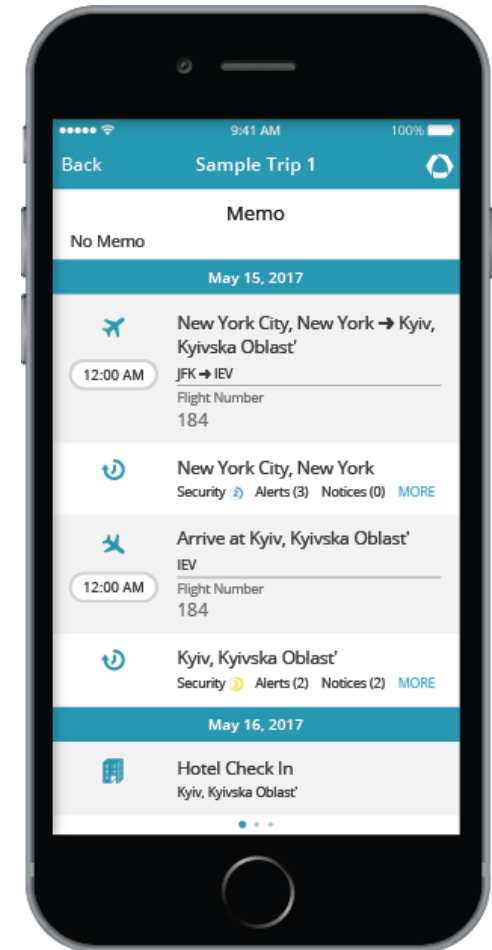 9:41 AM 100%
Back Sample Trip 1
Memo
No Memo
May 15, 2017
New York City, New York → Kyiv,
Kyivska Oblast'
12:00 AM
JFK → IEV
Flight Number
184
New York City, New York
Security 2 Alerts (3) Notices (0) MORE
Arrive at Kyiv, Kyivska Oblast'
IEV
12:00 AM
Flight Number
184
Kyiv, Kyivska Oblast'
Security 3 Alerts (2) Notices (2) MORE
May 16, 2017
Hotel Check In
Kyiv, Kyivska Oblast'